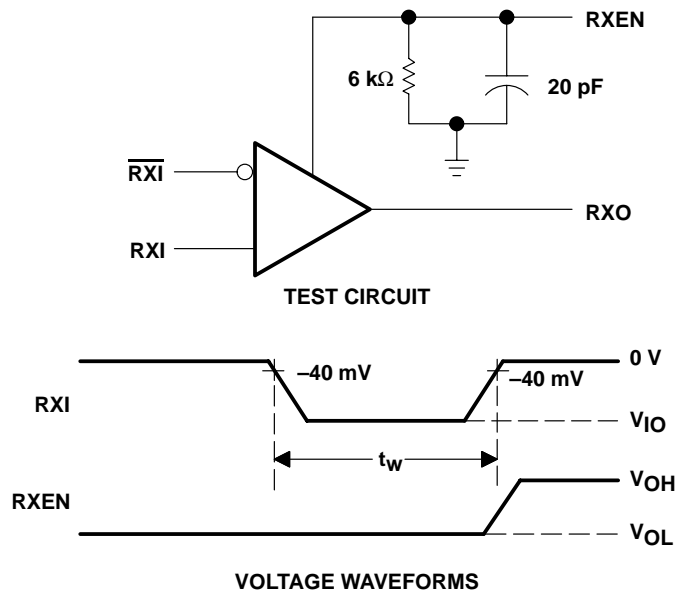 RXEN
6 kΩ
20 pF
RXI
RXI
RXO
TEST CIRCUIT
0 V
–40 mV
–40 mV
RXI
VIO
tw
VOH
RXEN
VOL
VOLTAGE WAVEFORMS